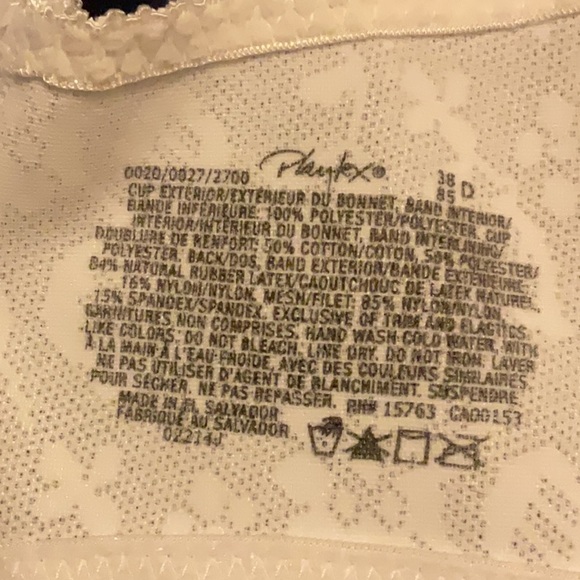 Playtex®
0020/0027/2700
38 D
85
CUP EXTERIOR/EXTÉRIEUR DU BONNET, BAND INTERIOR/
BANDE INFÉRIEURE: 100% POLYESTER/POLYESTER. CUP
INTERIOR/INTÉRIEUR DU BONNET, BAND INTERLINING/
DOUBLURE DE RENFORT: 50% COTTON/COTON, 50% POLYESTER/
POLYESTER. BACK/DOS, BAND EXTERIOR/BANDE EXTÉRIEURE:
84% NATURAL RUBBER LATEX/CAOUTCHOUC DE LATEX NATUREL,
16% NYLON/NYLON. MESH/FILET: 85% NYLON/NYLON,
15% SPANDEX/SPANDEX. EXCLUSIVE OF TRIM AND ELASTICS.
GARNITURES NON COMPRISES. HAND WASH COLD WATER, WITH
LIKE COLORS. DO NOT BLEACH. LINE DRY. DO NOT IRON. LAVER
À LA MAIN À L'EAU FROIDE, AVEC DES COULEURS SIMILAIRES.
NE PAS UTILISER D'AGENT DE BLANCHIMENT. SUSPENDRE
POUR SÉCHER. NE PAS REPASSER. RN# 15763 CA00153
MADE IN EL SALVADOR
FABRIQUÉ AU SALVADOR
02214J